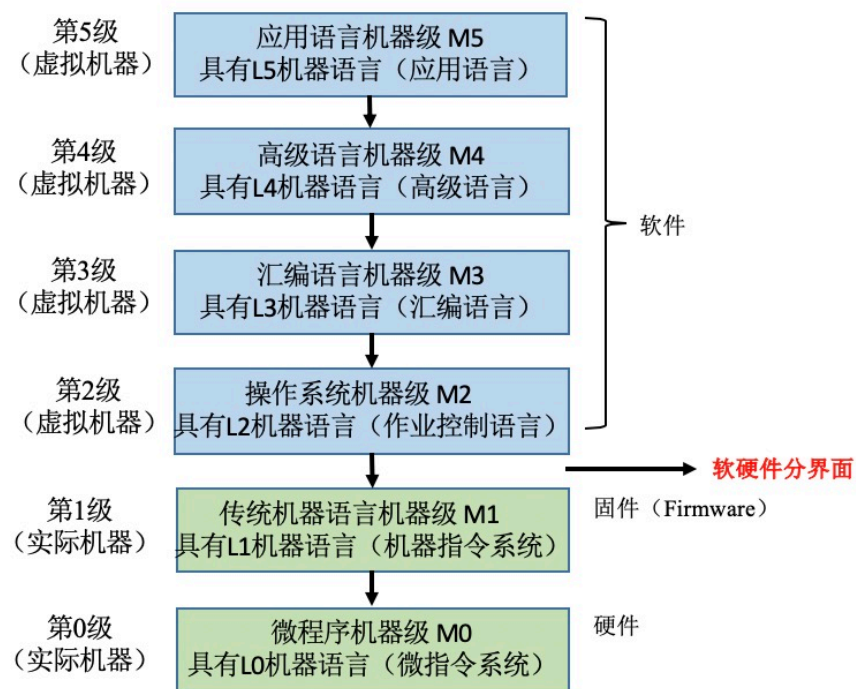 第5级
（虚拟机器）
应用语言机器级 M5
具有L5机器语言（应用语言）
第4级
(虚拟机器）
高级语言机器级 M4
具有L4机器语言（高级语言）
软件
第3级
(虚拟机器）
汇编语言机器级 M3
具有L3机器语言（汇编语言）
第2级
（虚拟机器）
操作系统机器级 M2
具有L2机器语言（作业控制语言）
软硬件分界面
第1级
（实际机器）
传统机器语言机器级 M1
具有L1机器语言（机器指令系统）
固件（Firmware）
第0级
（实际机器）
微程序机器级 M0
具有L0机器语言（微指令系统）
硬件